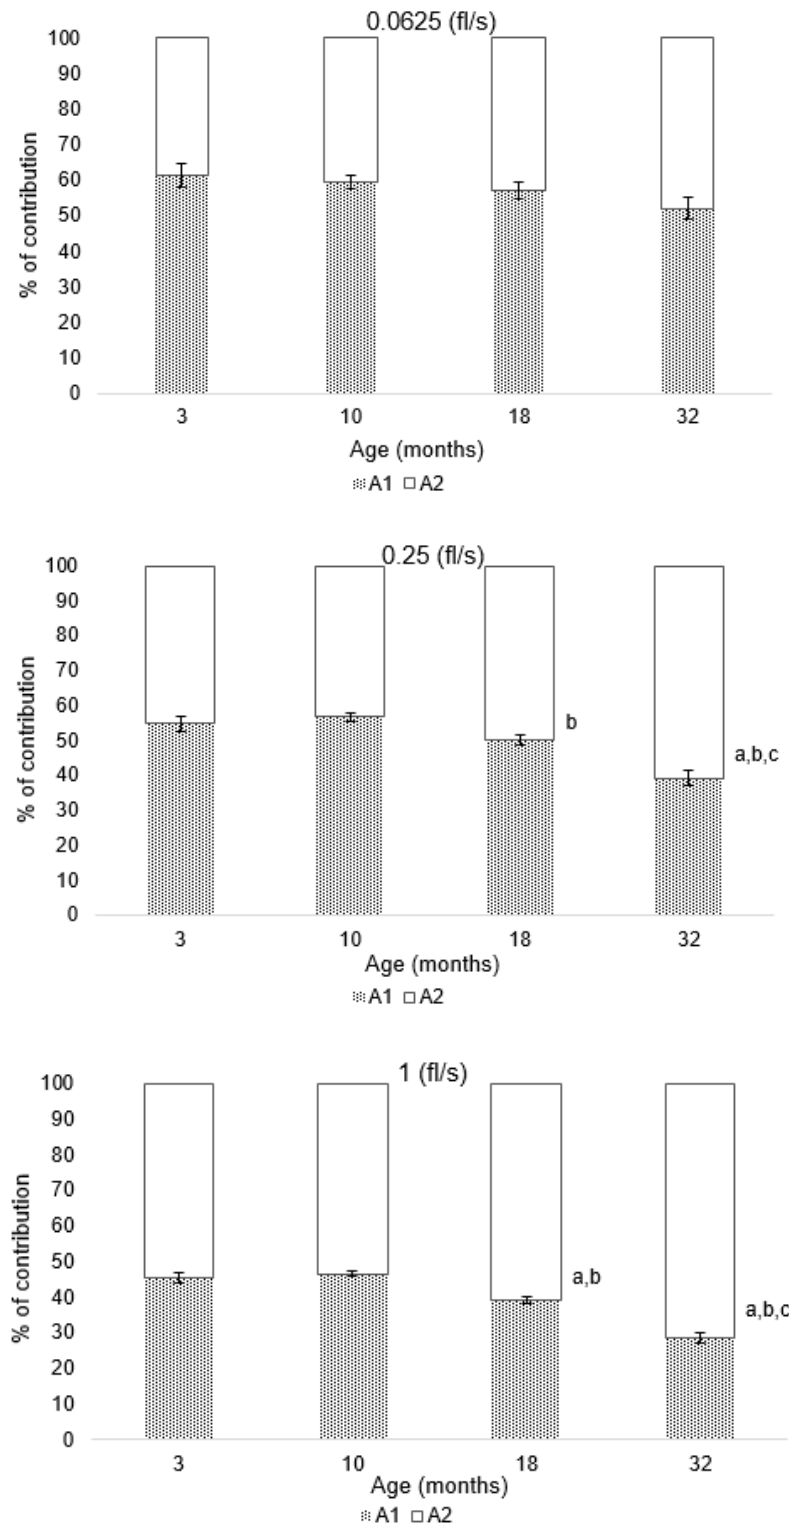 0.0625 (fl/s)
100
90
80
70
60
50
40
30
20
10
0
% of contribution
3 10 18 32
Age (months)
A1 A2
0.25 (fl/s)
100
90
80
70
60
50
40
30
20
10
0
% of contribution
b
a,b,c
3 10 18 32
Age (months)
A1 A2
1 (fl/s)
100
90
80
70
60
50
40
30
20
10
0
% of contribution
a,b
a,b,c
3 10 18 32
Age (months)
A1 A2